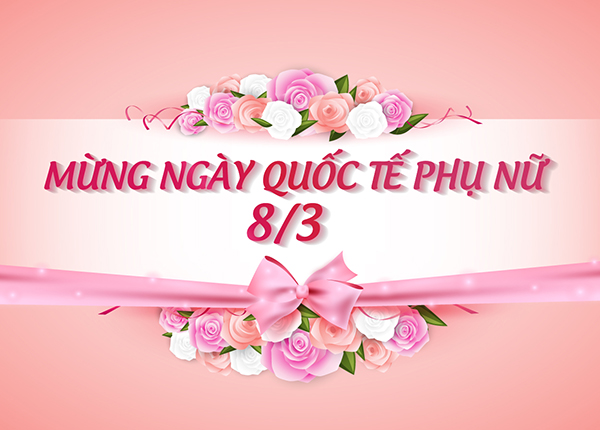 MỪNG NGÀY QUỐC TẾ PHỤ NỮ
8/3